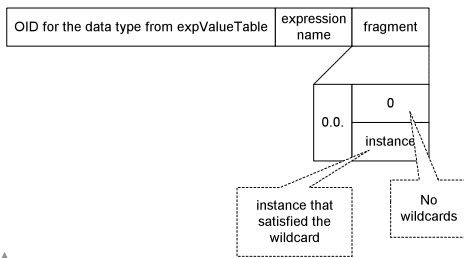 OID for the data type from expValueTable
expression
name
fragment
0.0.
0
instance
instance that
satisfied the
wildcard
No
wildcards